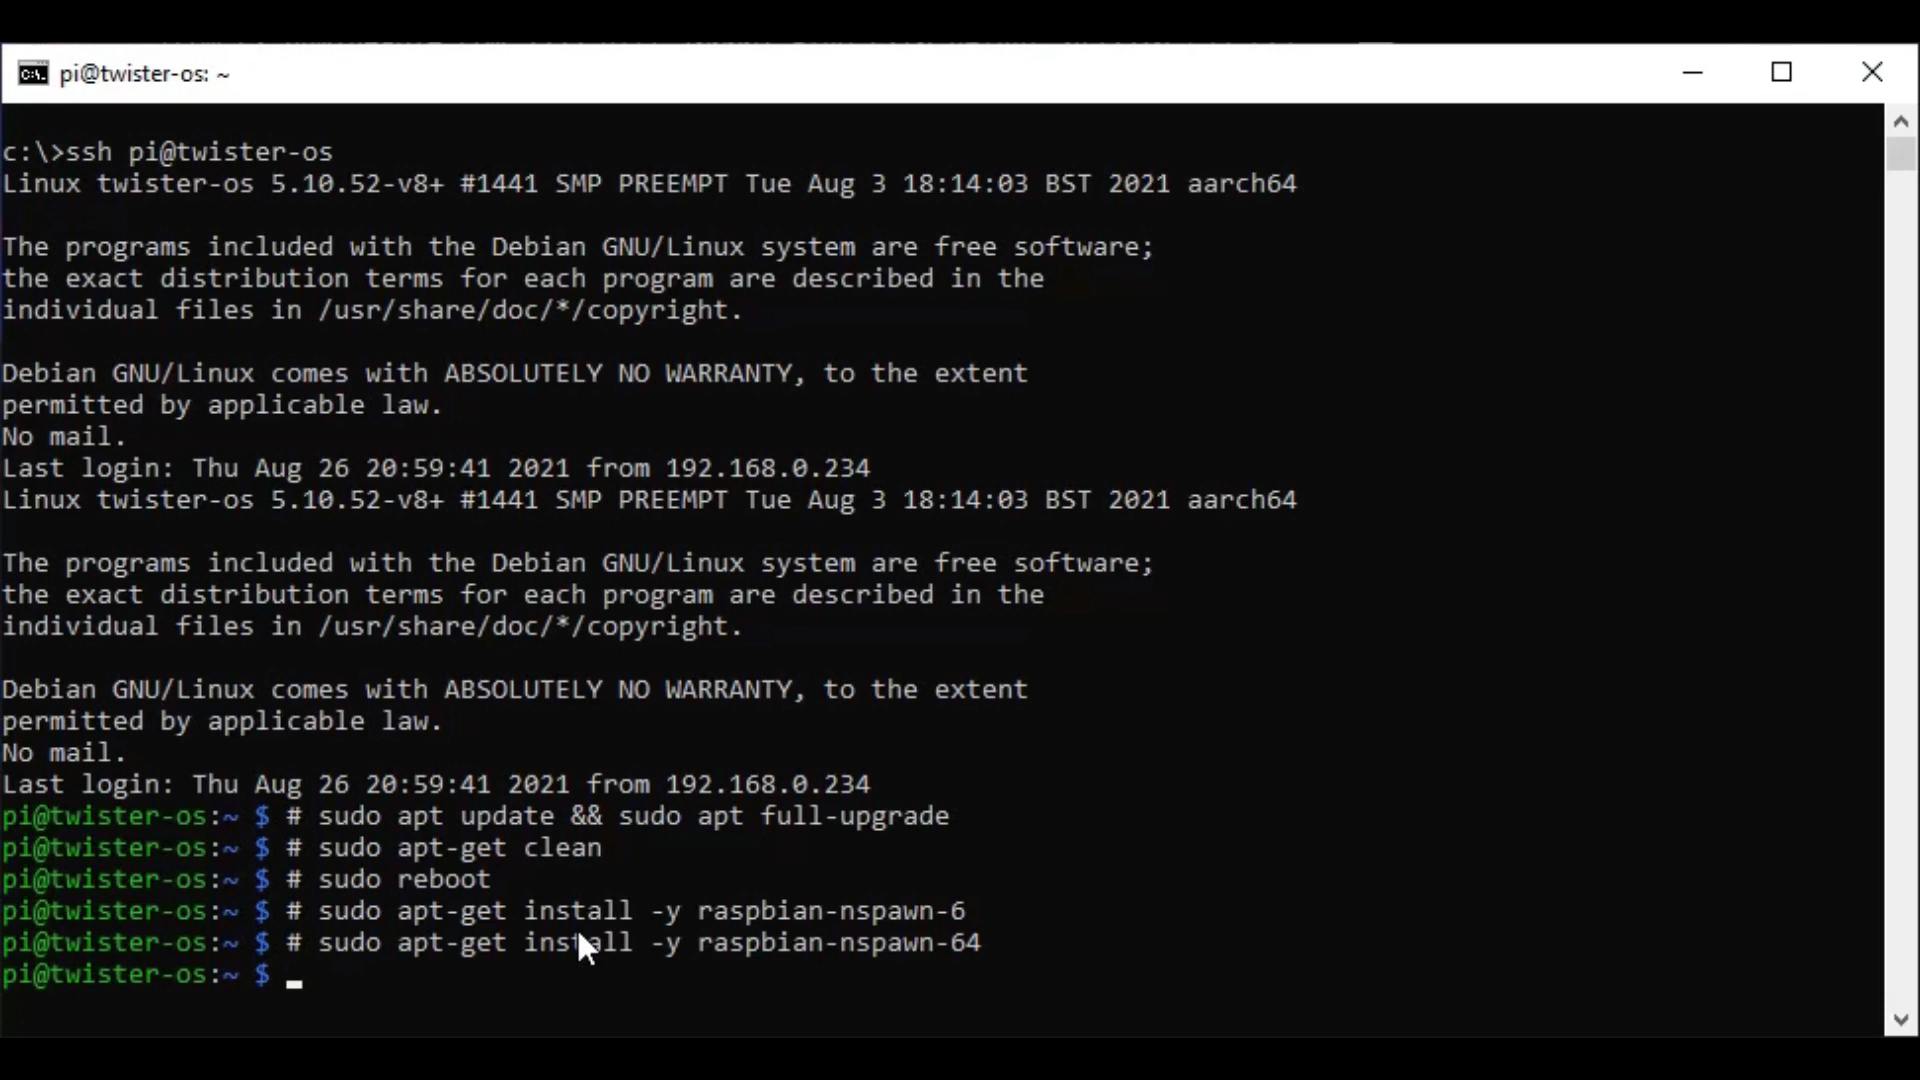 pi@twister-os: ~
c:\>ssh pi@twister-os
Linux twister-os 5.10.52-v8+ #1441 SMP PREEMPT Tue Aug 3 18:14:03 BST 2021 aarch64
The programs included with the Debian GNU/Linux system are free software;
the exact distribution terms for each program are described in the
individual files in /usr/share/doc/*/copyright.
Debian GNU/Linux comes with ABSOLUTELY NO WARRANTY, to the extent
permitted by applicable law.
No mail.
Last login: Thu Aug 26 20:59:41 2021 from 192.168.0.234
Linux twister-os 5.10.52-v8+ #1441 SMP PREEMPT Tue Aug 3 18:14:03 BST 2021 aarch64
The programs included with the Debian GNU/Linux system are free software;
the exact distribution terms for each program are described in the
individual files in /usr/share/doc/*/copyright.
Debian GNU/Linux comes with ABSOLUTELY NO WARRANTY, to the extent
permitted by applicable law.
No mail.
Last login: Thu Aug 26 20:59:41 2021 from 192.168.0.234
pi@twister-os:~ $ # sudo apt update && sudo apt full-upgrade
pi@twister-os:~ $ # sudo apt-get clean
pi@twister-os:~ $ # sudo reboot
pi@twister-os:~ $ # sudo apt-get install -y raspbian-nspawn-6
pi@twister-os:~ $ # sudo apt-get install -y raspbian-nspawn-64
pi@twister-os:~ $